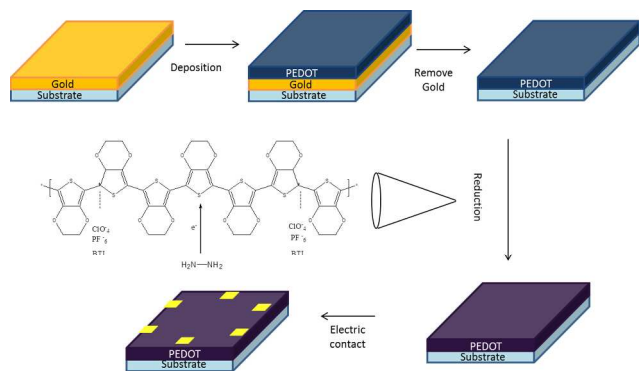 Gold
Substrate
Deposition
PEDOT
Gold
Substrate
Remove
Gold
PEDOT
Substrate
S
O
O
S
O
O
S
O
O
S
O
O
S
O
O
S
O
O
S
O
O
ClO⁻₄
PF⁻₆
e⁻
ClO⁻₄
PF⁻₆
H₂N—NH₂
Reduction
PEDOT
Substrate
Electric
contact
PEDOT
Substrate